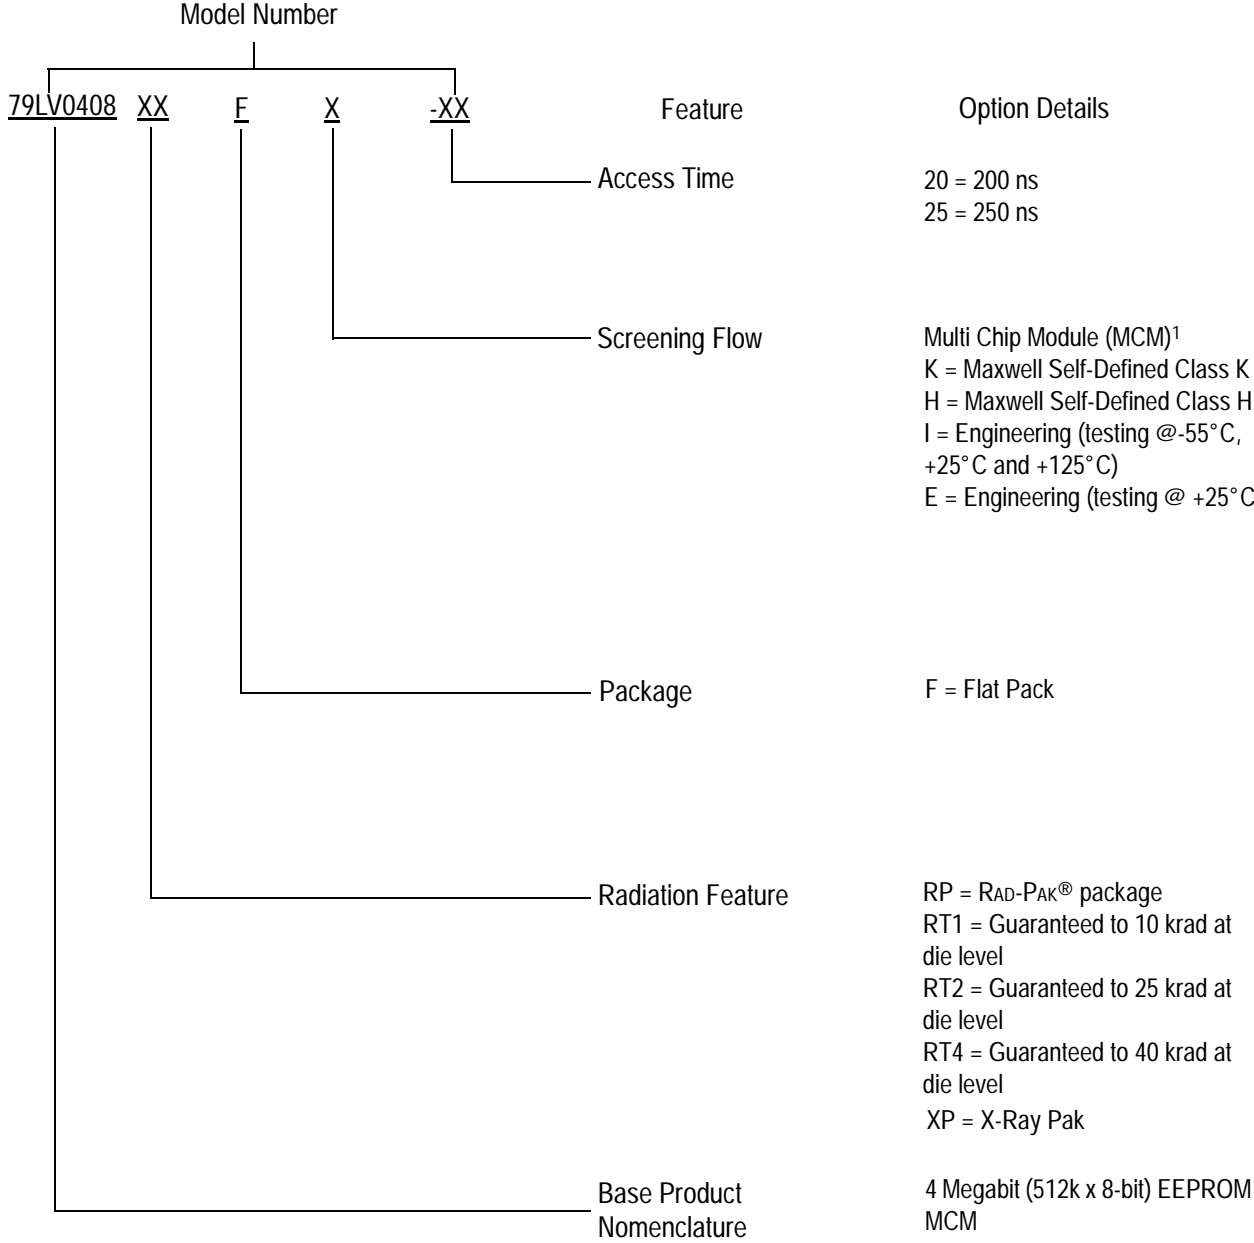 Model Number
79LV0408 XX F X -XX Feature Option Details
Access Time
20 = 200 ns
25 = 250 ns
Screening Flow
Multi Chip Module (MCM)1
K = Maxwell Self-Defined Class K
H = Maxwell Self-Defined Class H
I = Engineering (testing @-55°C,
+25°C and +125°C)
E = Engineering (testing @ +25°C
Package
F = Flat Pack
Radiation Feature
RP = RAD-PAK® package
RT1 = Guaranteed to 10 krad at
die level
RT2 = Guaranteed to 25 krad at
die level
RT4 = Guaranteed to 40 krad at
die level
XP = X-Ray Pak
Base Product
Nomenclature
4 Megabit (512k x 8-bit) EEPROM
MCM